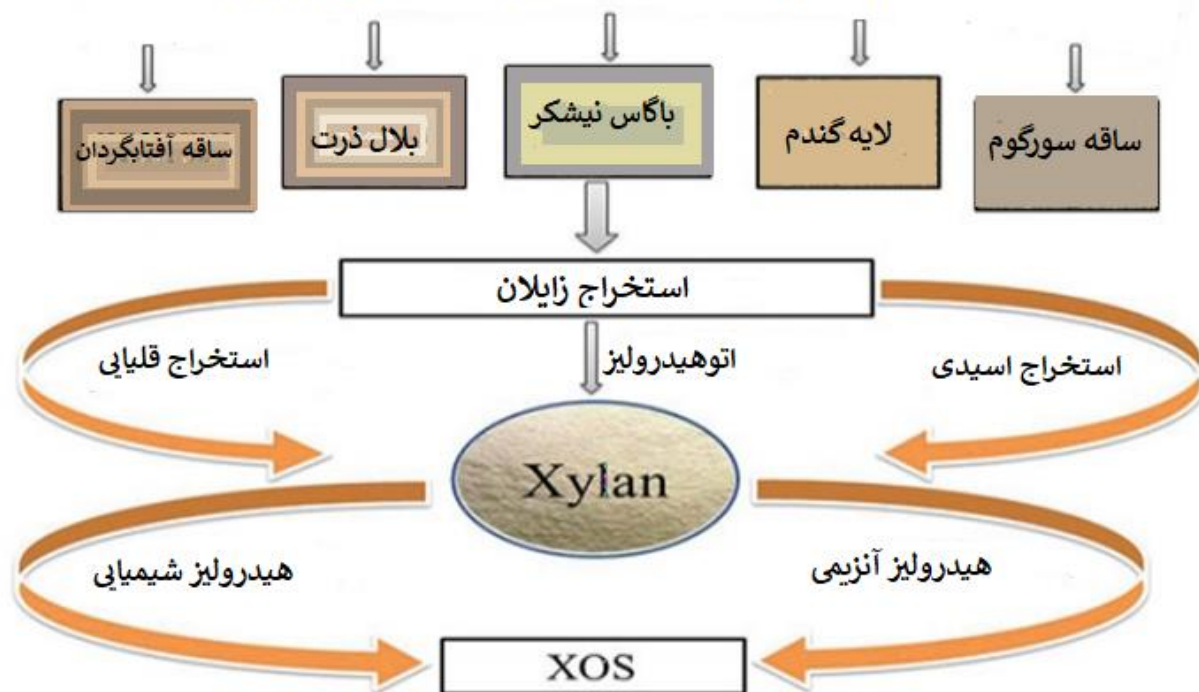 ساقه سورگوم
لایه گندم
باگاس نیشکر
بلال ذرت
ساقه آفتابگردان
استخراج زایلان
استخراج اسیدی
اتوهیدرولیز
استخراج قلیایی
Xylan
هیدرولیز آنزیمی
هیدرولیز شیمیایی
XOS